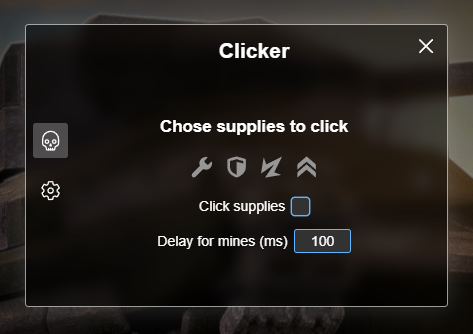 Clicker
Chose supplies to click
Click supplies
Delay for mines (ms) 100